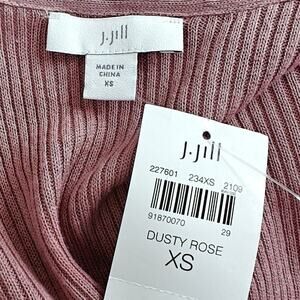 J.Jill
MADE IN
CHINA
XS
J.Jill
227601 234XS 2109
91870070 29
DUSTY ROSE
XS